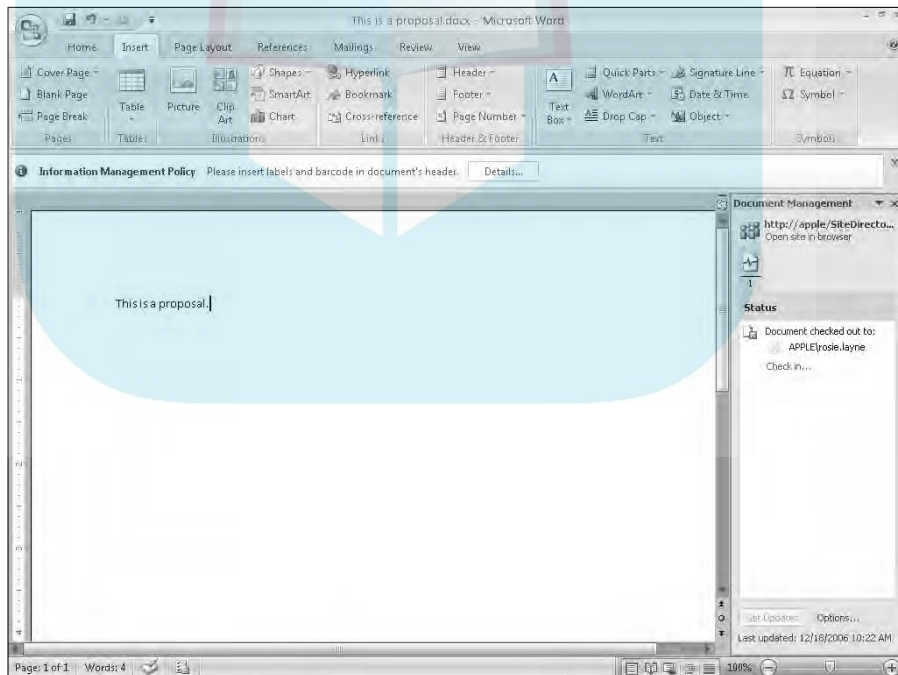 This is a proposal.docx - Microsoft Word
Home Insert Page Layout References Mailings Review View
Cover Page Shapes Hyperlink Header Quick Parts Signature Line Equation
Blank Page SmartArt Bookmark Footer WordArt Date & Time Symbol
Page Break Table Picture Clip Art Chart Cross-reference Page Number Text Box Drop Cap Object
Pages Tables Illustrations Links Header & Footer Text Symbols
Information Management Policy Please insert labels and barcode in document's header. Details...
Document Management
http://apple/SiteDirecto...
Open site in browser
1
Status
This is a proposal.
Document checked out to:
APPLE\rosie.layne
Check in...
Get Updates Options...
Last updated: 12/18/2006 10:22 AM
Page: 1 of 1 Words: 4 100%